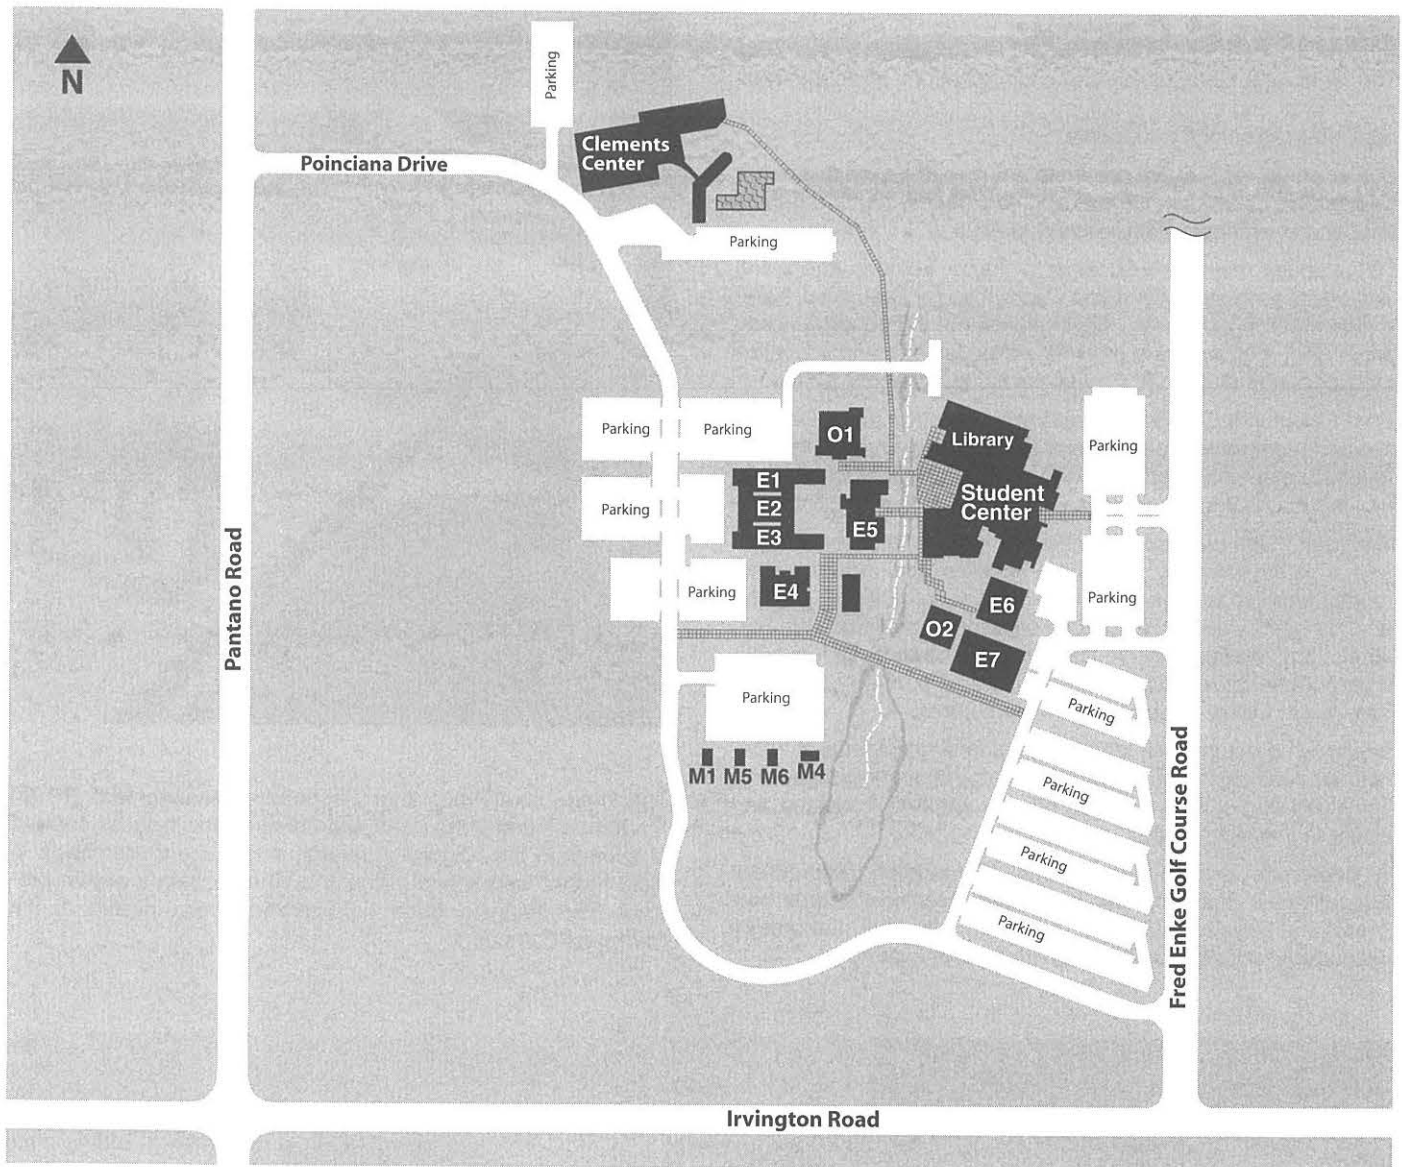 N
Parking
Clements
Center
Poinciana Drive
Parking
Parking
Parking
O1
Library
Parking
E1
E2
E3
Parking
E5
Student
Center
Pantano Road
E4
Parking
E6
Parking
O2
E7
Parking
Parking
M1
M5
M6
M4
Parking
Parking
Parking
Fred Enke Golf Course Road
Irvington Road